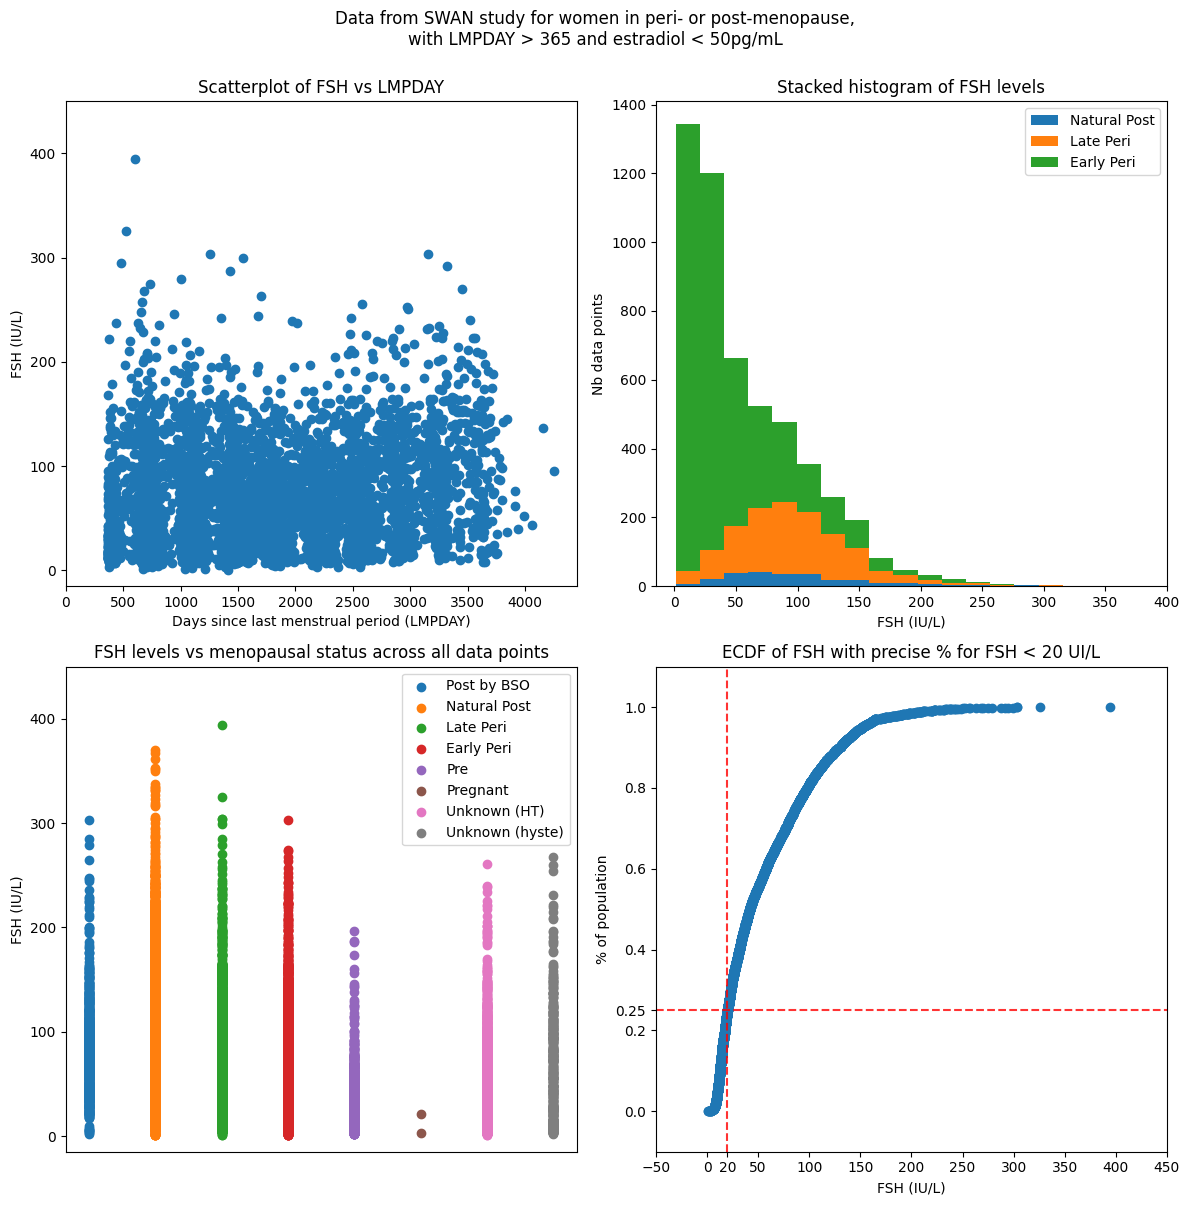 Data from SWAN study for women in peri- or post-menopause,
with LMPDAY > 365 and estradiol < 50pg/mL
Scatterplot of FSH vs LMPDAY
FSH (IU/L)
400
300
200
100
0
0 500 1000 1500 2000 2500 3000 3500 4000
Days since last menstrual period (LMPDAY)
Stacked histogram of FSH levels
Nb data points
1400
1200
1000
800
600
400
200
0
Natural Post
Late Peri
Early Peri
0 50 100 150 200 250 300 350 400
FSH (IU/L)
FSH levels vs menopausal status across all data points
FSH (IU/L)
400
300
200
100
0
Post by BSO
Natural Post
Late Peri
Early Peri
Pre
Pregnant
Unknown (HT)
Unknown (hyste)
ECDF of FSH with precise % for FSH < 20 UI/L
% of population
1.0
0.8
0.6
0.4
0.25
0.2
0.0
−50 0 20 50 100 150 200 250 300 350 400 450
FSH (IU/L)